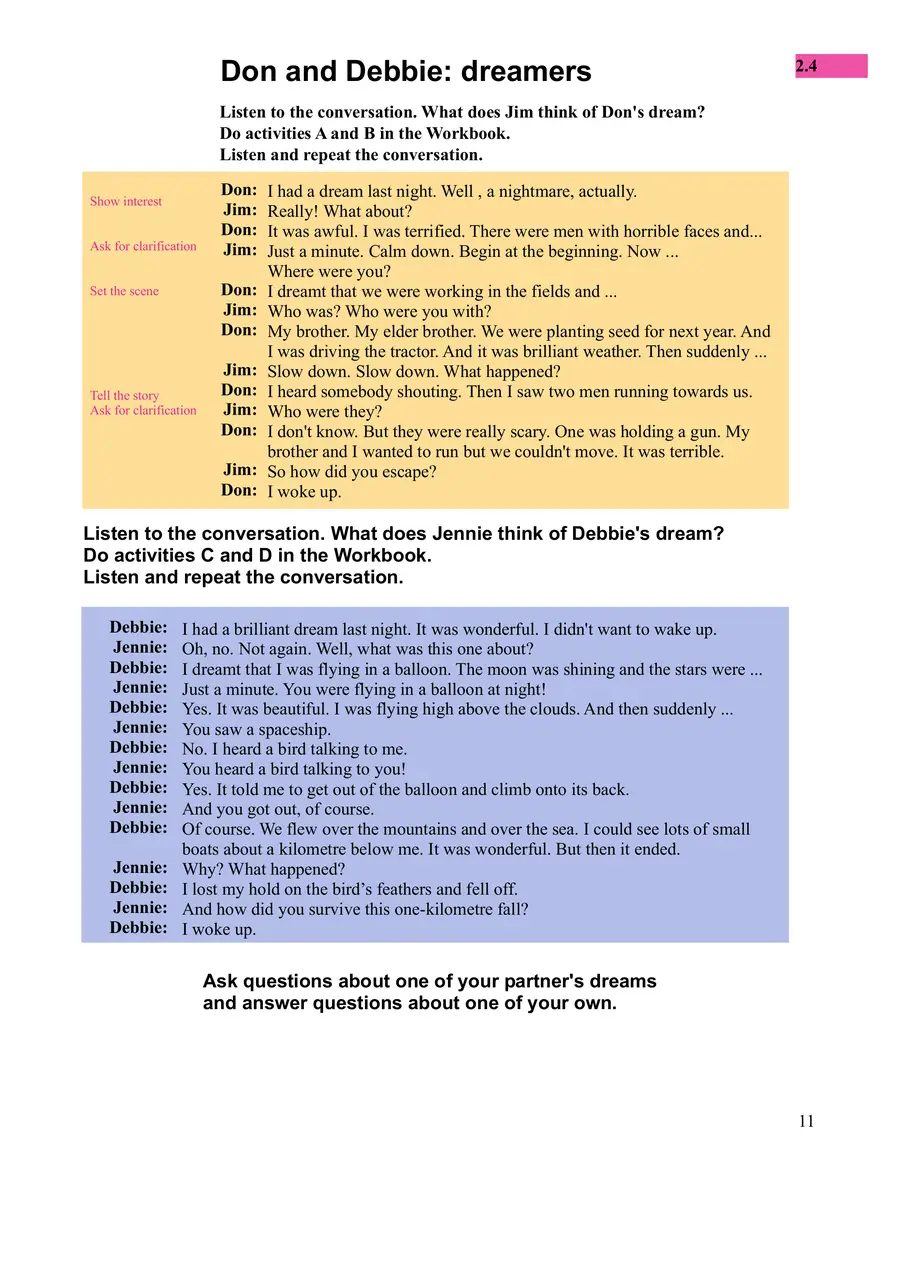 Don and Debbie: dreamers
2.4
Listen to the conversation. What does Jim think of Don's dream?
Do activities A and B in the Workbook.
Listen and repeat the conversation.
Don: I had a dream last night. Well , a nightmare, actually.
Show interest
Jim: Really! What about?
Don: It was awful. I was terrified. There were men with horrible faces and...
Ask for clarification
Jim: Just a minute. Calm down. Begin at the beginning. Now ...
Where were you?
Set the scene
Don: I dreamt that we were working in the fields and ...
Jim: Who was? Who were you with?
Don: My brother. My elder brother. We were planting seed for next year. And
I was driving the tractor. And it was brilliant weather. Then suddenly ...
Jim: Slow down. Slow down. What happened?
Tell the story
Don: I heard somebody shouting. Then I saw two men running towards us.
Ask for clarification
Jim: Who were they?
Don: I don't know. But they were really scary. One was holding a gun. My
brother and I wanted to run but we couldn't move. It was terrible.
Jim: So how did you escape?
Don: I woke up.
Listen to the conversation. What does Jennie think of Debbie's dream?
Do activities C and D in the Workbook.
Listen and repeat the conversation.
Debbie: I had a brilliant dream last night. It was wonderful. I didn't want to wake up.
Jennie: Oh, no. Not again. Well, what was this one about?
Debbie: I dreamt that I was flying in a balloon. The moon was shining and the stars were ...
Jennie: Just a minute. You were flying in a balloon at night!
Debbie: Yes. It was beautiful. I was flying high above the clouds. And then suddenly ...
Jennie: You saw a spaceship.
Debbie: No. I heard a bird talking to me.
Jennie: You heard a bird talking to you!
Debbie: Yes. It told me to get out of the balloon and climb onto its back.
Jennie: And you got out, of course.
Debbie: Of course. We flew over the mountains and over the sea. I could see lots of small
boats about a kilometre below me. It was wonderful. But then it ended.
Jennie: Why? What happened?
Debbie: I lost my hold on the bird’s feathers and fell off.
Jennie: And how did you survive this one-kilometre fall?
Debbie: I woke up.
Ask questions about one of your partner's dreams
and answer questions about one of your own.
11